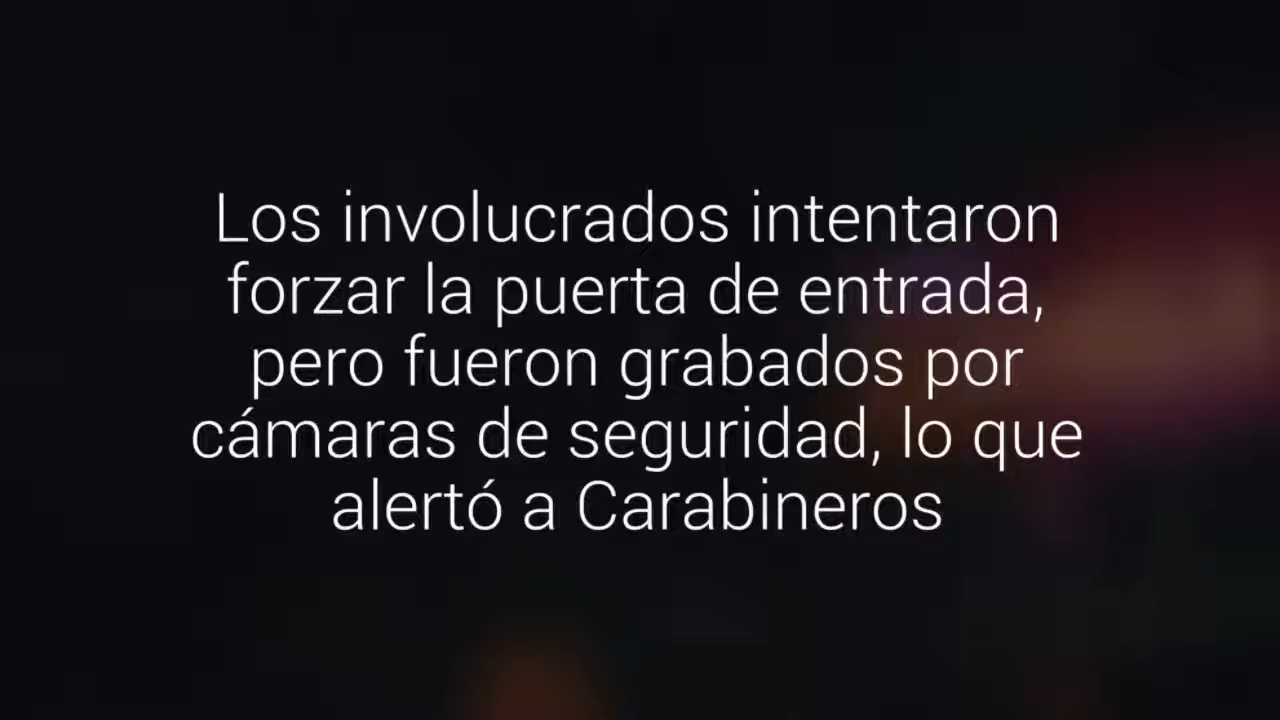 Los involucrados intentaron
forzar la puerta de entrada,
pero fueron grabados por
cámaras de seguridad, lo que
alertó a Carabineros